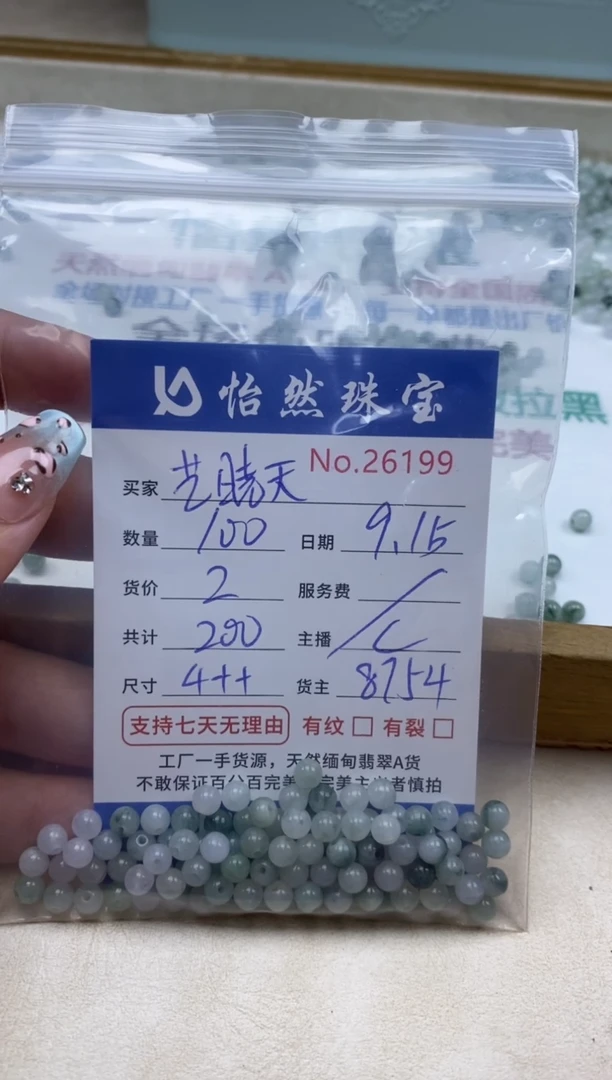 怡然珠宝
No.26199
买家 艺晴天
数量 100 日期 9.15
货价 2 服务费 /
共计 200 主播
尺寸 4++ 货主 8754
支持七天无理由 有纹 □ 有裂 □
工厂一手货源，天然缅甸翡翠A货
不敢保证百分百完美 完美主义者慎拍